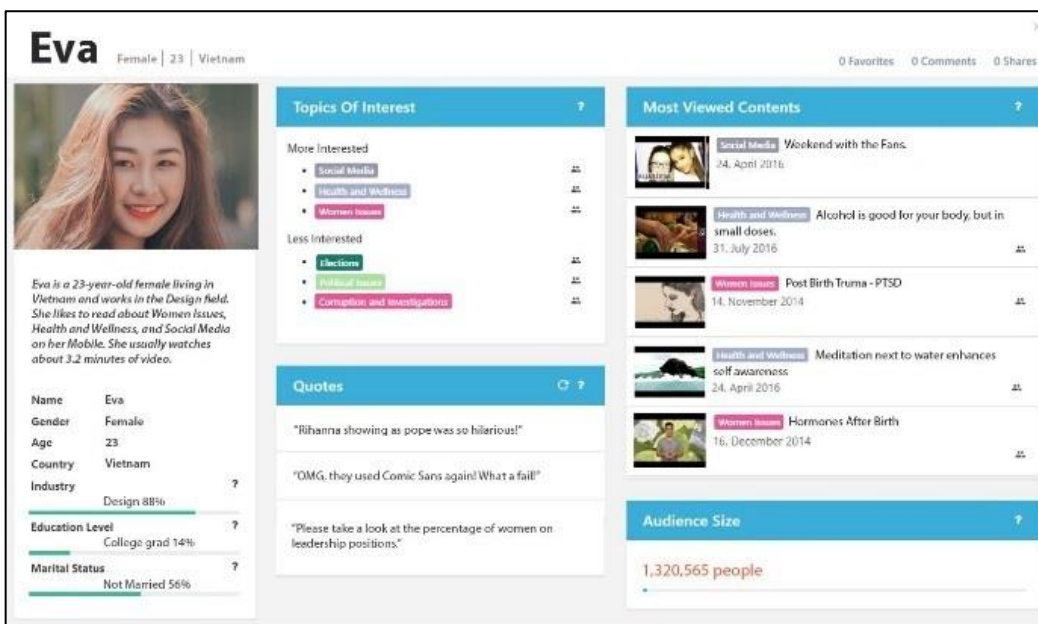 Eva Female | 23 | Vietnam
0 Favorites 0 Comments 0 Shares
Eva is a 23-year-old female living in
Vietnam and works in the Design field.
She likes to read about Women Issues,
Health and Wellness, and Social Media
on her Mobile. She usually watches
about 3.2 minutes of video.
Name Eva
Gender Female
Age 23
Country Vietnam
Industry ?
Design 88%
Education Level ?
College grad 14%
Marital Status ?
Not Married 56%
Topics Of Interest ?
More Interested
Social Media
Health and Wellness
Women Issues
Less Interested
Elections
Political Issues
Corruption and Investigations
Quotes ?
"Rihanna showing as pope was so hilarious!"
"OMG, they used Comic Sans again! What a fail!"
"Please take a look at the percentage of women on
leadership positions."
Most Viewed Contents ?
Social Media Weekend with the Fans.
24. April 2016
Health and Wellness Alcohol is good for your body, but in
small doses.
31. July 2016
Women Issues Post Birth Truma - PTSD
14. November 2014
Health and Wellness Meditation next to water enhances
self awareness
24. April 2016
Women Issues Hormones After Birth
16. December 2014
Audience Size ?
1,320,565 people